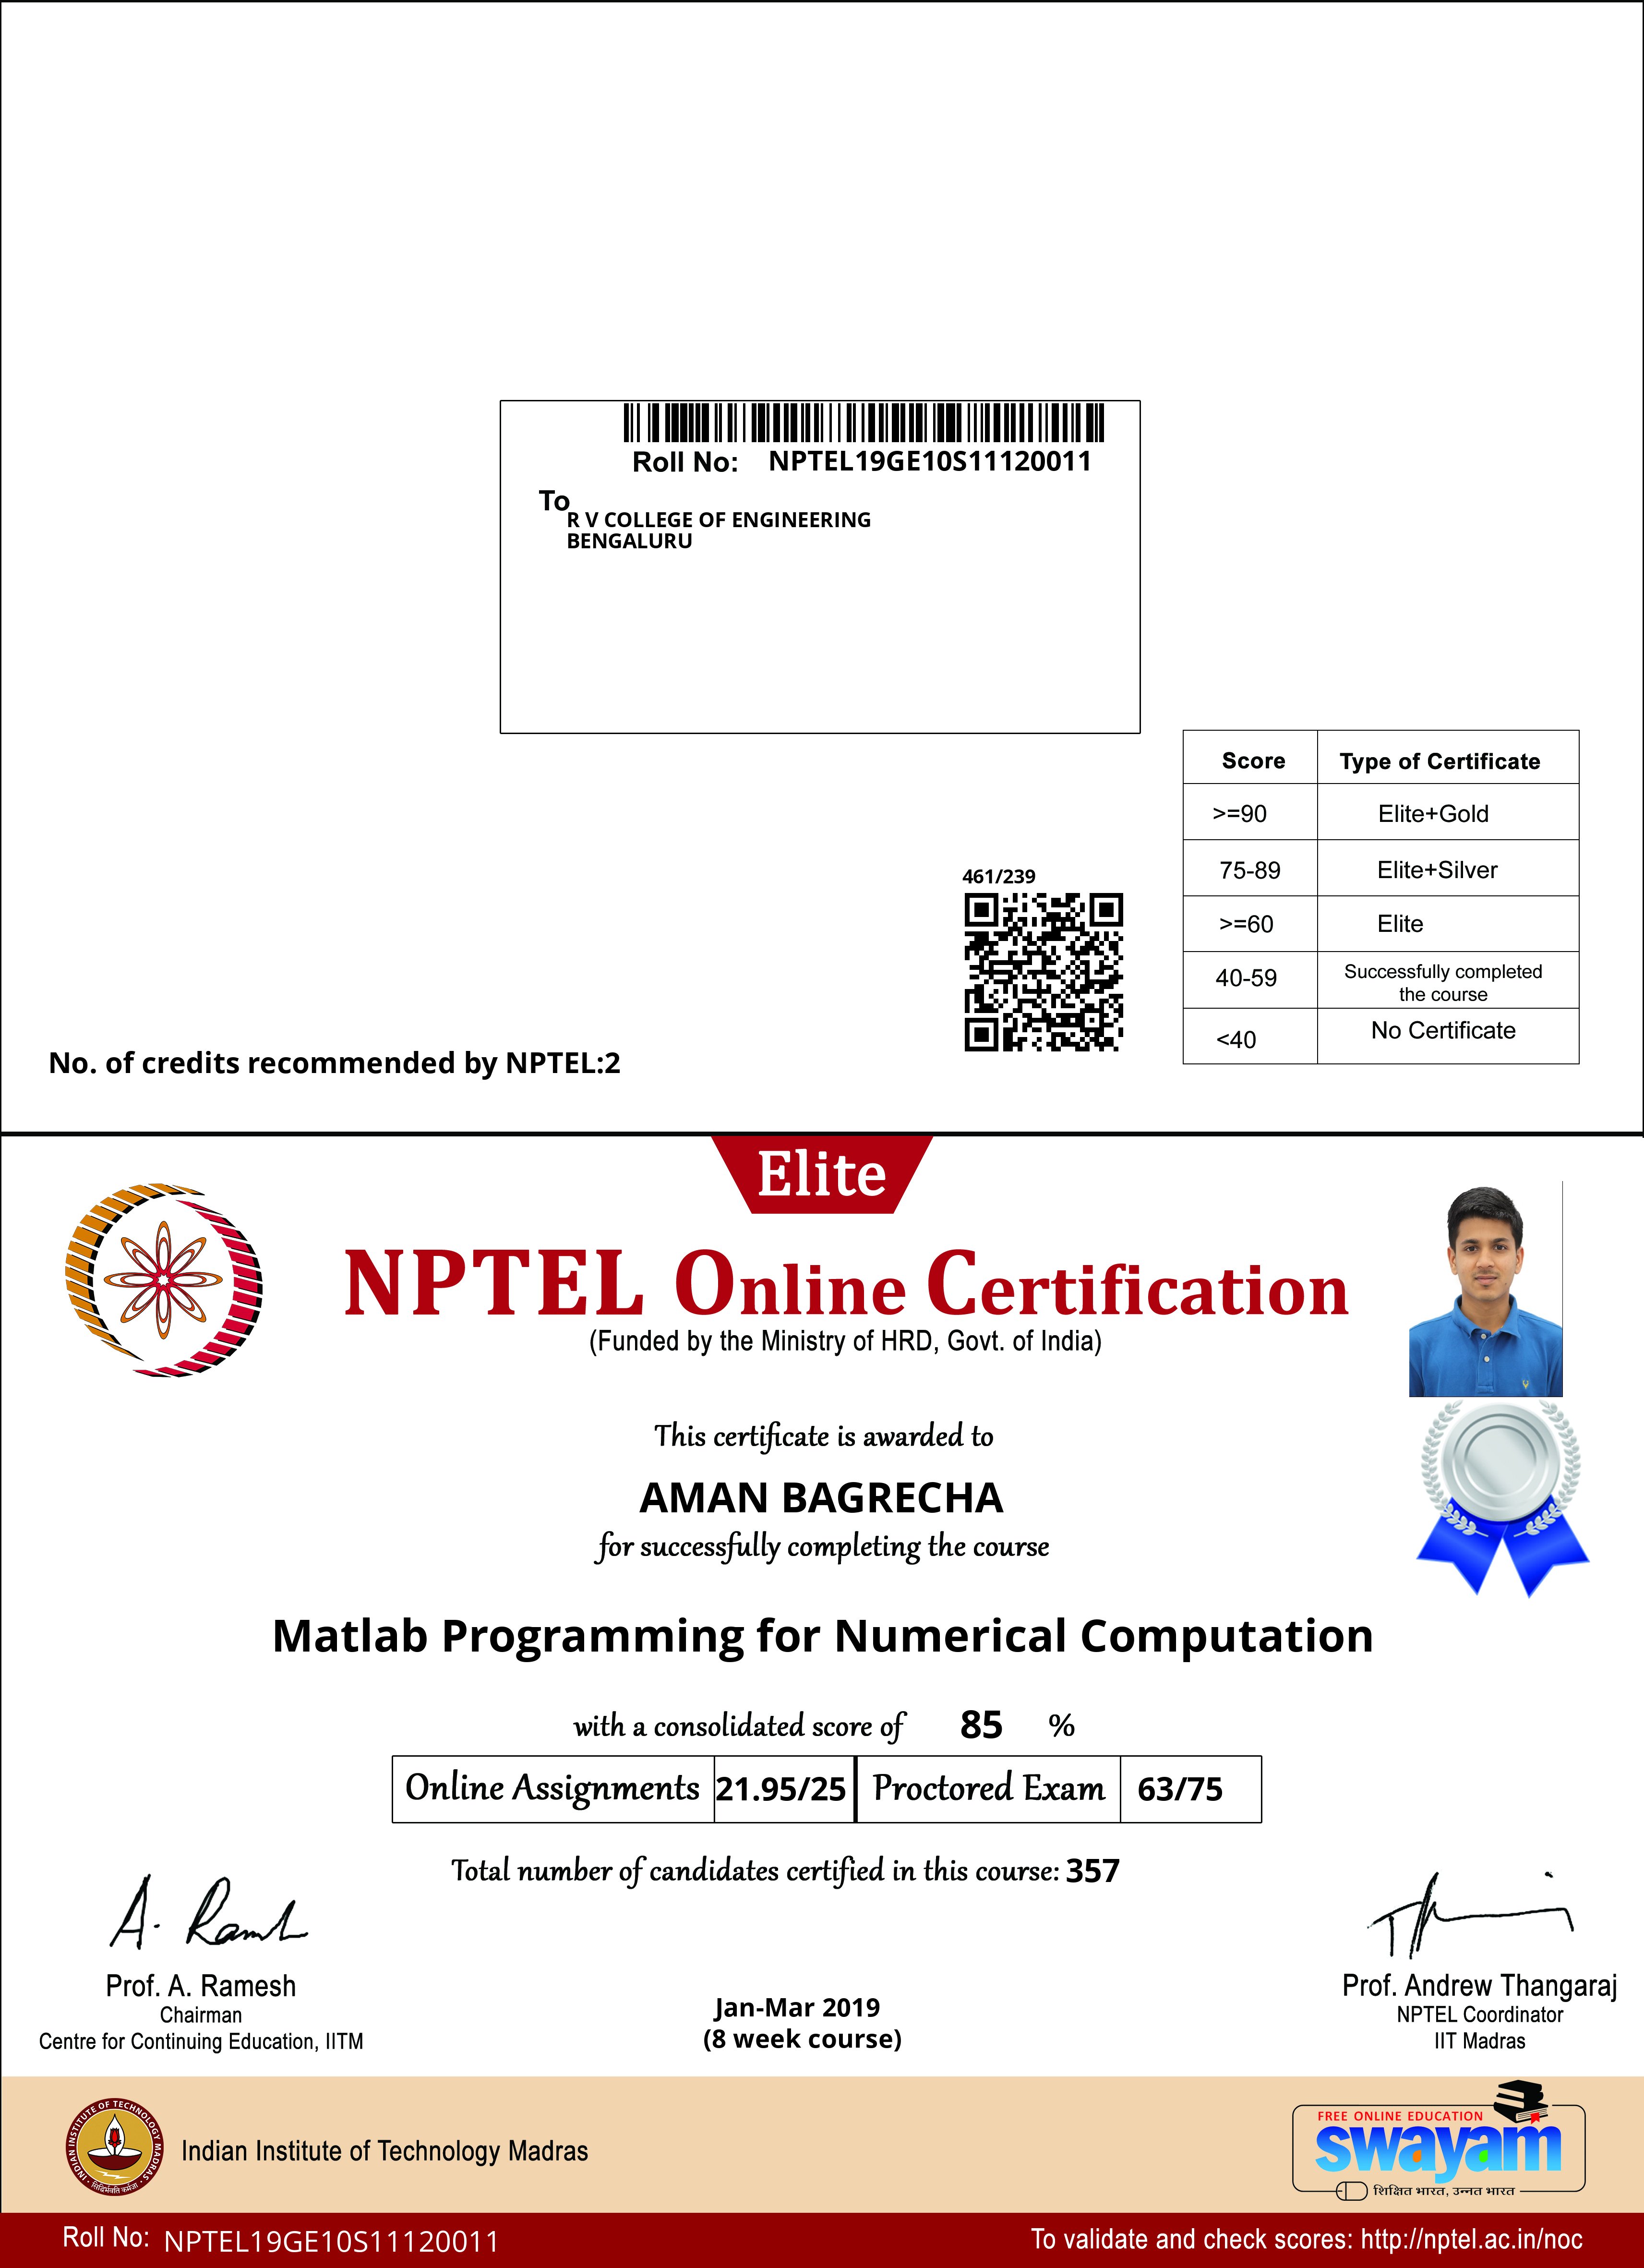 Roll No: NPTEL19GE10S11120011
To
R V COLLEGE OF ENGINEERING
BENGALURU
Score Type of Certificate
>=90 Elite+Gold
75-89 Elite+Silver
>=60 Elite
40-59 Successfully completed
the course
<40 No Certificate
461/239
No. of credits recommended by NPTEL:2
Elite
NPTEL Online Certification
(Funded by the Ministry of HRD, Govt. of India)
This certificate is awarded to
AMAN BAGRECHA
for successfully completing the course
Matlab Programming for Numerical Computation
with a consolidated score of 85 %
Online Assignments 21.95/25 Proctored Exam 63/75
Total number of candidates certified in this course: 357
A. Ramesh
Prof. A. Ramesh
Chairman
Centre for Continuing Education, IITM
Jan-Mar 2019
(8 week course)
Prof. Andrew Thangaraj
NPTEL Coordinator
IIT Madras
INDIAN INSTITUTE OF TECHNOLOGY MADRAS
सिद्धिर्भवति कर्मजा
Indian Institute of Technology Madras
FREE ONLINE EDUCATION
swayam
शिक्षित भारत, उन्नत भारत
Roll No: NPTEL19GE10S11120011
To validate and check scores: http://nptel.ac.in/noc